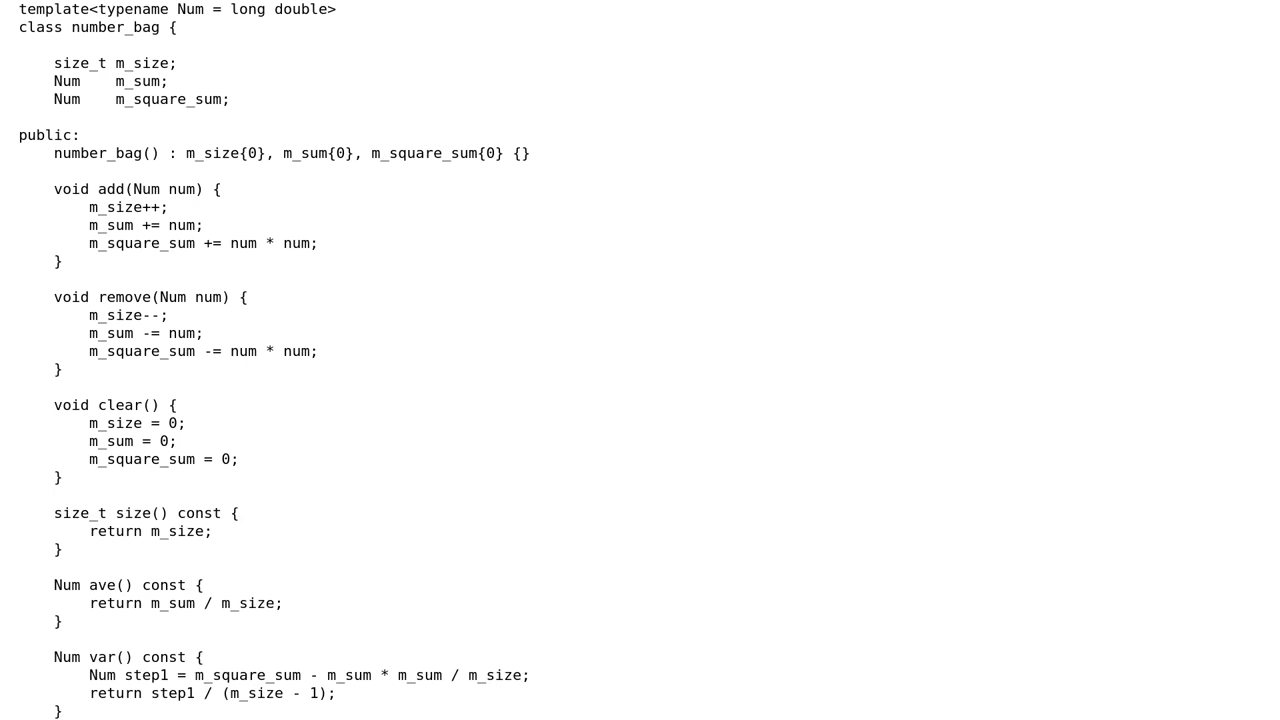 template<typename Num = long double>
class number_bag {
    size_t m_size;
    Num    m_sum;
    Num    m_square_sum;
public:
    number_bag() : m_size{0}, m_sum{0}, m_square_sum{0} {}
    void add(Num num) {
        m_size++;
        m_sum += num;
        m_square_sum += num * num;
    }
    void remove(Num num) {
        m_size--;
        m_sum -= num;
        m_square_sum -= num * num;
    }
    void clear() {
        m_size = 0;
        m_sum = 0;
        m_square_sum = 0;
    }
    size_t size() const {
        return m_size;
    }
    Num ave() const {
        return m_sum / m_size;
    }
    Num var() const {
        Num step1 = m_square_sum - m_sum * m_sum / m_size;
        return step1 / (m_size - 1);
    }